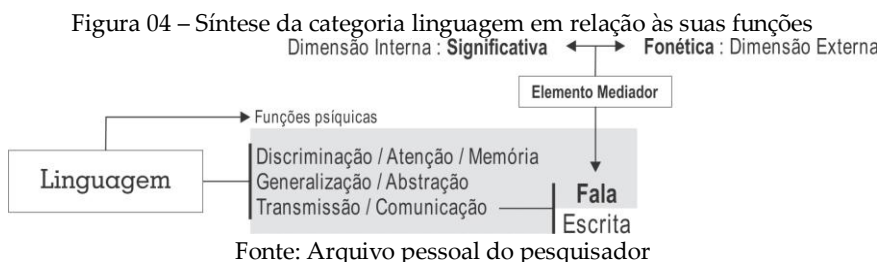 Figura 04 – Síntese da categoria linguagem em relação às suas funções
Dimensão Interna : Significativa Fonética : Dimensão Externa
Elemento Mediador
Funções psíquicas
Linguagem
Discriminação / Atenção / Memória
Generalização / Abstração
Transmissão / Comunicação
Fala
Escrita
Fonte: Arquivo pessoal do pesquisador